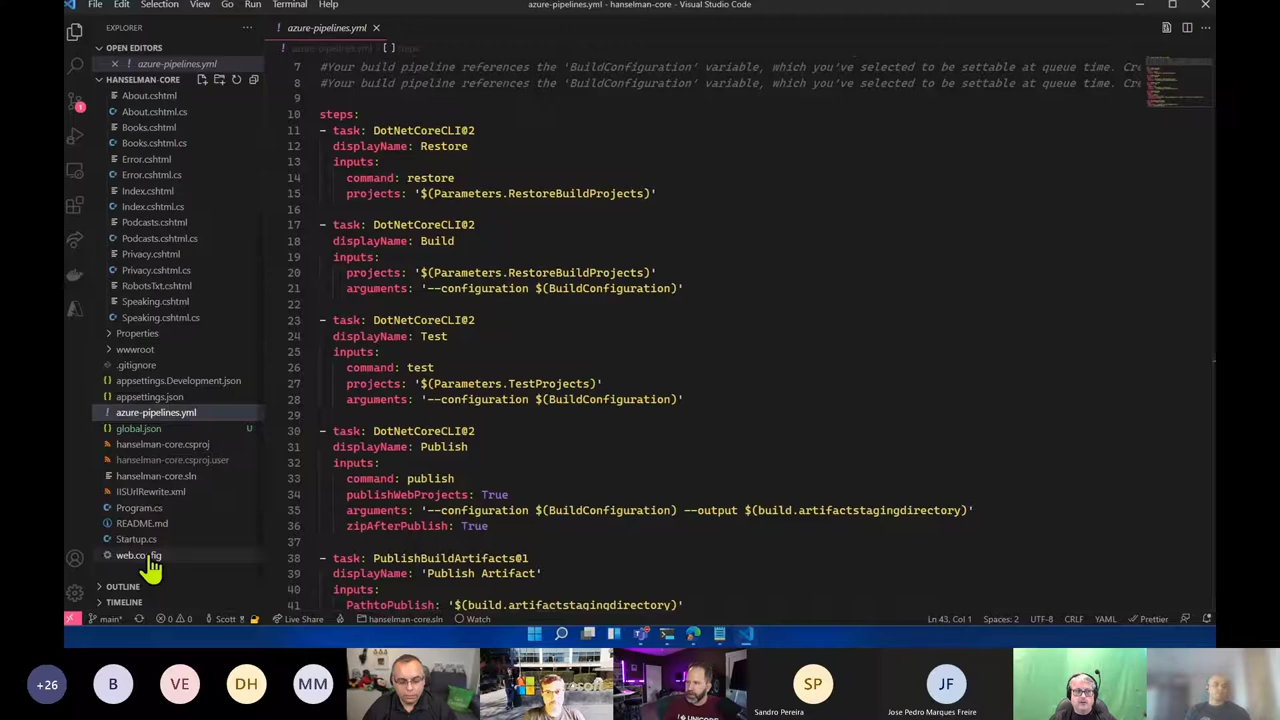 File Edit Selection View Run Terminal Help
azure-pipelines.yml - hanselman-core - Visual Studio Code
EXPLORER
azure-pipelines.yml
OPEN EDITORS
azure-pipelines.yml
HANSELMAN-CORE
About.cshtml
About.cshtml.cs
Books.cshtml
Books.cshtml.cs
Error.cshtml
Error.cshtml.cs
Index.cshtml
Index.cshtml.cs
Podcasts.cshtml
Podcasts.cshtml.cs
Privacy.cshtml
Privacy.cshtml.cs
RobotsTxt.cshtml
Speaking.cshtml
Speaking.cshtml.cs
Properties
wwwroot
.gitignore
appsettings.Development.json
appsettings.json
azure-pipelines.yml
global.json U
hanselman-core.csproj
hanselman-core.csproj.user
hanselman-core.sln
IISUrlRewrite.xml
Program.cs
README.md
Startup.cs
web.config
OUTLINE
TIMELINE
azure-pipelines.yml > [ ] steps
7 #Your build pipeline references the 'BuildConfiguration' variable, which you've selected to be settable at queue time. Cre
8 #Your build pipeline references the 'BuildConfiguration' variable, which you've selected to be settable at queue time. Cre
9
10 steps:
11 - task: DotNetCoreCLI@2
12 displayName: Restore
13 inputs:
14 command: restore
15 projects: '$(Parameters.RestoreBuildProjects)'
16
17 - task: DotNetCoreCLI@2
18 displayName: Build
19 inputs:
20 projects: '$(Parameters.RestoreBuildProjects)'
21 arguments: '--configuration $(BuildConfiguration)'
22
23 - task: DotNetCoreCLI@2
24 displayName: Test
25 inputs:
26 command: test
27 projects: '$(Parameters.TestProjects)'
28 arguments: '--configuration $(BuildConfiguration)'
29
30 - task: DotNetCoreCLI@2
31 displayName: Publish
32 inputs:
33 command: publish
34 publishWebProjects: True
35 arguments: '--configuration $(BuildConfiguration) --output $(build.artifactstagingdirectory)'
36 zipAfterPublish: True
38 - task: PublishBuildArtifacts@1
39 displayName: 'Publish Artifact'
40 inputs:
41 PathtoPublish: '$(build.artifactstagingdirectory)'
main* 0 0 Scott Live Share hanselman-core.sln Watch Ln 43, Col 1 Spaces: 2 UTF-8 CRLF YAML Prettier
+26 B VE DH MM SP JF
Sandro Pereira
Jose Pedro Marques Freire